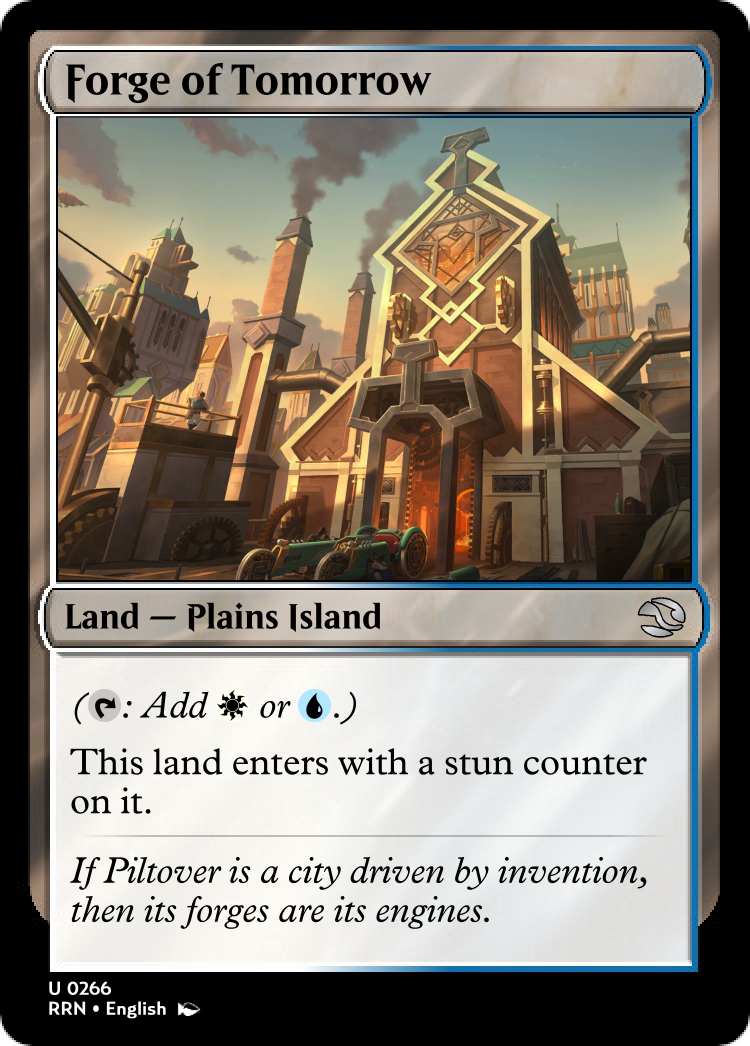 Forge of Tomorrow
Land — Plains Island
(: Add or .)
This land enters with a stun counter
on it.
If Piltover is a city driven by invention,
then its forges are its engines.
U 0266
RRN • English